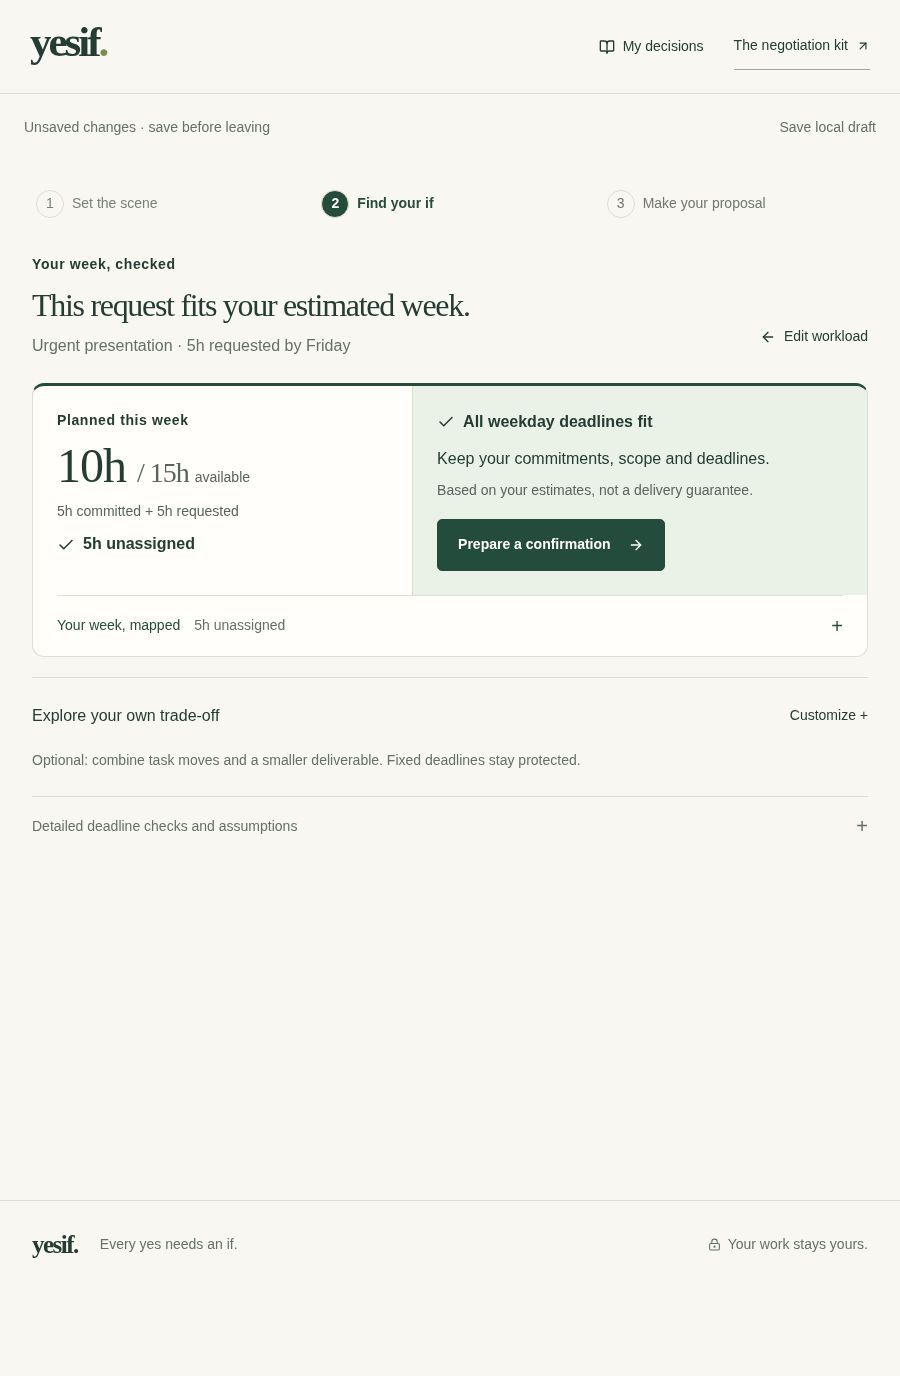 yesif.
My decisions
The negotiation kit
Unsaved changes · save before leaving
Save local draft
1 Set the scene
2 Find your if
3 Make your proposal
Your week, checked
This request fits your estimated week.
Urgent presentation · 5h requested by Friday
Edit workload
Planned this week
10h / 15h available
5h committed + 5h requested
5h unassigned
All weekday deadlines fit
Keep your commitments, scope and deadlines.
Based on your estimates, not a delivery guarantee.
Prepare a confirmation
Your week, mapped 5h unassigned +
Explore your own trade-off
Customize +
Optional: combine task moves and a smaller deliverable. Fixed deadlines stay protected.
Detailed deadline checks and assumptions +
yesif. Every yes needs an if.
Your work stays yours.